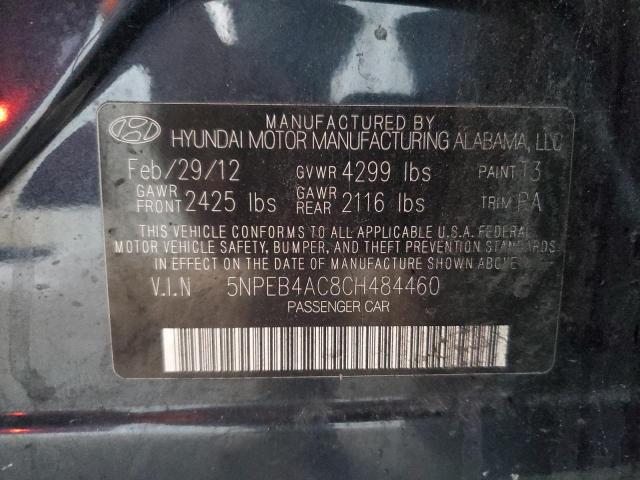 MANUFACTURED BY
HYUNDAI MOTOR MANUFACTURING ALABAMA, LLC
Feb/29/12 GVWR 4299 lbs PAINT T3
GAWR FRONT 2425 lbs GAWR REAR 2116 lbs TRIM PA
THIS VEHICLE CONFORMS TO ALL APPLICABLE U.S.A. FEDERAL
MOTOR VEHICLE SAFETY, BUMPER, AND THEFT PREVENTION STANDARDS
IN EFFECT ON THE DATE OF MANUFACTURE SHOWN ABOVE.
V.I.N 5NPEB4AC8CH484460
PASSENGER CAR